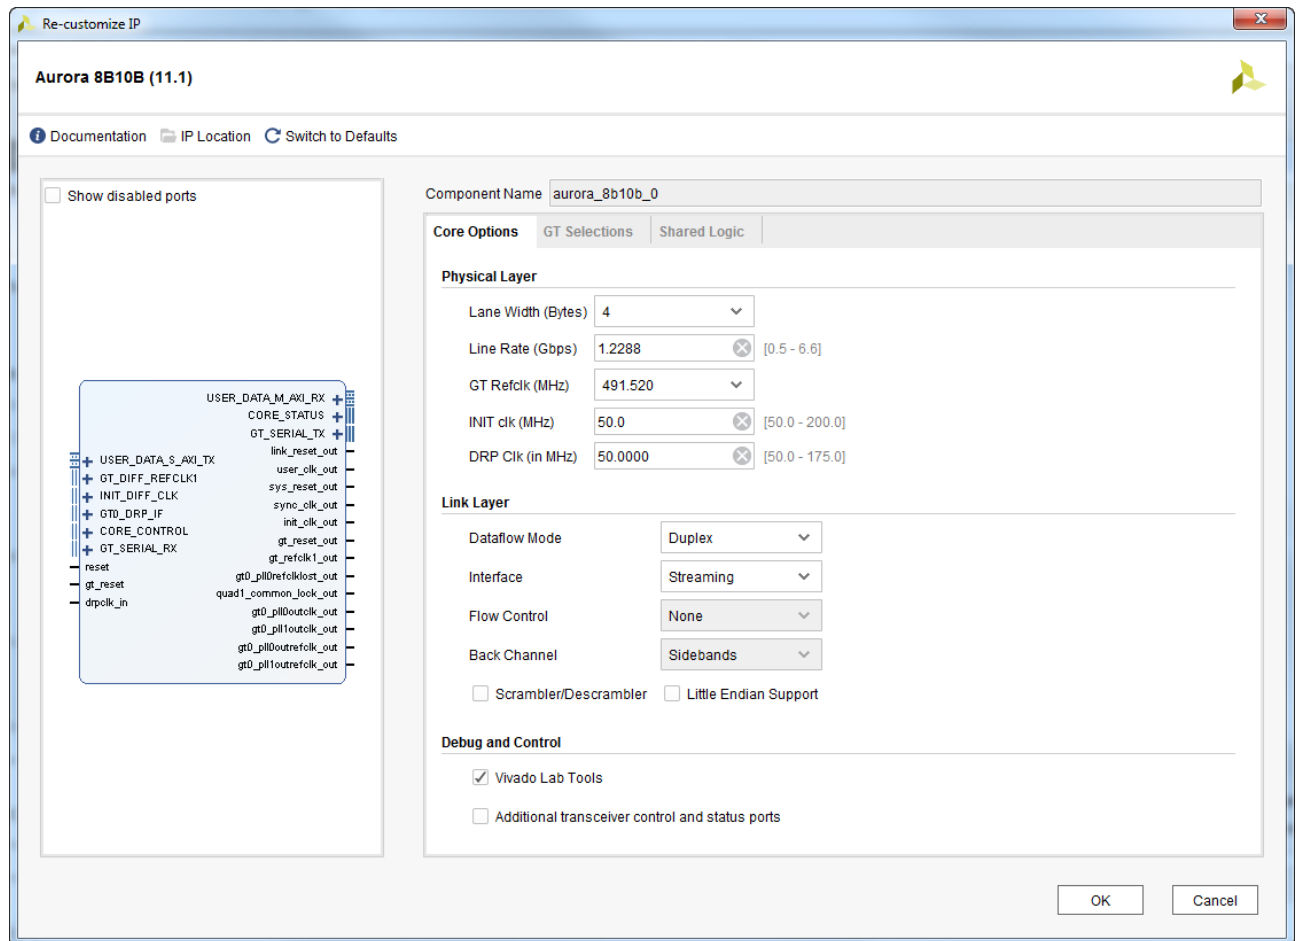 Re-customize IP
Aurora 8B10B (11.1)
Documentation IP Location Switch to Defaults
Show disabled ports
USER_DATA_M_AXI_RX
CORE_STATUS
GT_SERIAL_TX
link_reset_out
user_clk_out
sys_reset_out
sync_clk_out
init_clk_out
gt_reset_out
gt_refclk1_out
gt0_pll0refclklost_out
quad1_common_lock_out
gt0_pll0outclk_out
gt0_pll1outclk_out
gt0_pll0outrefclk_out
gt0_pll1outrefclk_out
USER_DATA_S_AXI_TX
GT_DIFF_REFCLK1
INIT_DIFF_CLK
GT0_DRP_IF
CORE_CONTROL
GT_SERIAL_RX
reset
gt_reset
drpclk_in
Component Name aurora_8b10b_0
Core Options GT Selections Shared Logic
Physical Layer
Lane Width (Bytes) 4
Line Rate (Gbps) 1.2288 [0.5 - 6.6]
GT Refclk (MHz) 491.520
INIT clk (MHz) 50.0 [50.0 - 200.0]
DRP Clk (in MHz) 50.0000 [50.0 - 175.0]
Link Layer
Dataflow Mode Duplex
Interface Streaming
Flow Control None
Back Channel Sidebands
Scrambler/Descrambler Little Endian Support
Debug and Control
Vivado Lab Tools
Additional transceiver control and status ports
OK Cancel